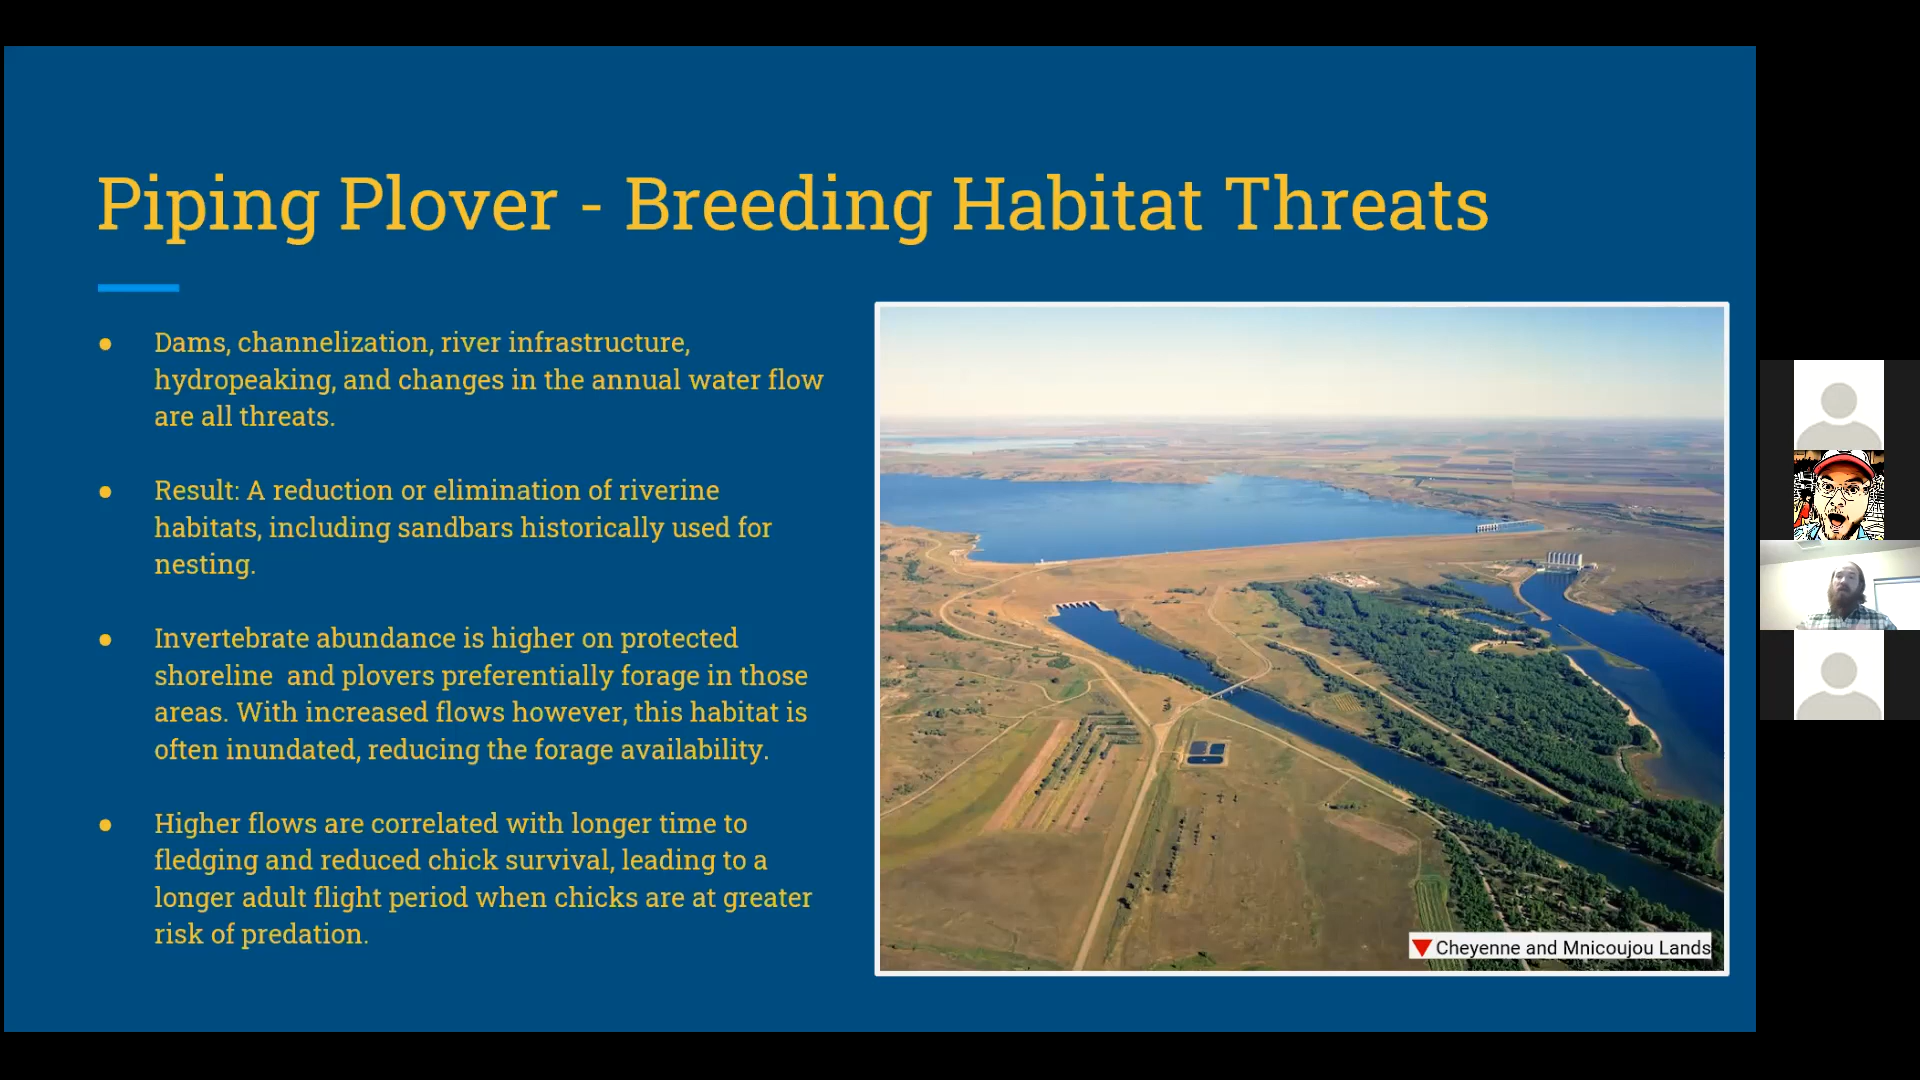 Piping Plover - Breeding Habitat Threats
● Dams, channelization, river infrastructure,
hydropeaking, and changes in the annual water flow
are all threats.
● Result: A reduction or elimination of riverine
habitats, including sandbars historically used for
nesting.
● Invertebrate abundance is higher on protected
shoreline  and plovers preferentially forage in those
areas. With increased flows however, this habitat is
often inundated, reducing the forage availability.
● Higher flows are correlated with longer time to
fledging and reduced chick survival, leading to a
longer adult flight period when chicks are at greater
risk of predation.
Cheyenne and Mnicoujou Lands